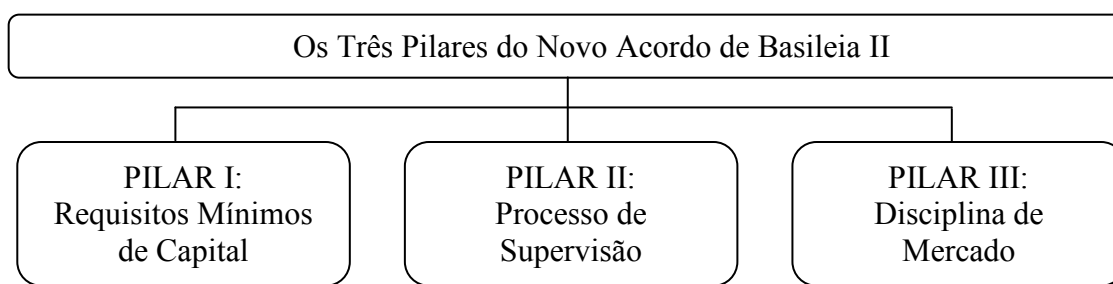 Os Três Pilares do Novo Acordo de Basileia II
PILAR I:
Requisitos Mínimos
de Capital
PILAR II:
Processo de
Supervisão
PILAR III:
Disciplina de
Mercado